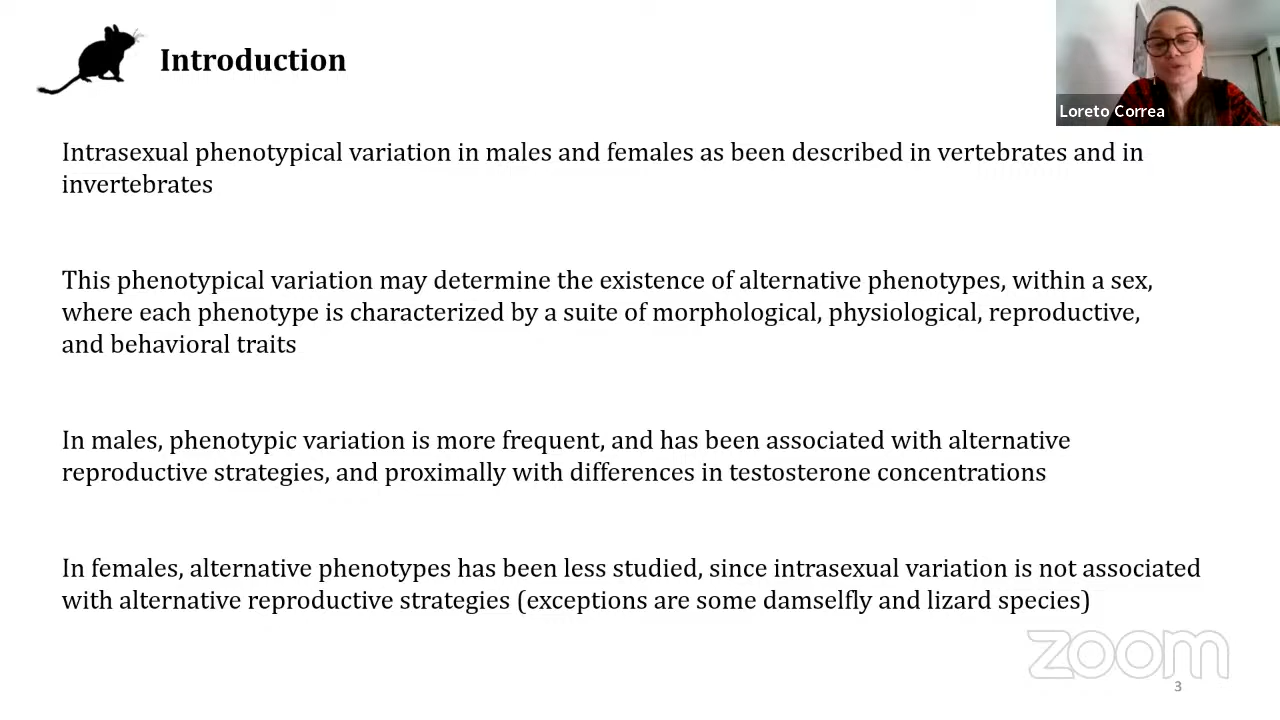 Introduction
Loreto Correa
Intrasexual phenotypical variation in males and females as been described in vertebrates and in
invertebrates
This phenotypical variation may determine the existence of alternative phenotypes, within a sex,
where each phenotype is characterized by a suite of morphological, physiological, reproductive,
and behavioral traits
In males, phenotypic variation is more frequent, and has been associated with alternative
reproductive strategies, and proximally with differences in testosterone concentrations
In females, alternative phenotypes has been less studied, since intrasexual variation is not associated
with alternative reproductive strategies (exceptions are some damselfly and lizard species)
zoom
3